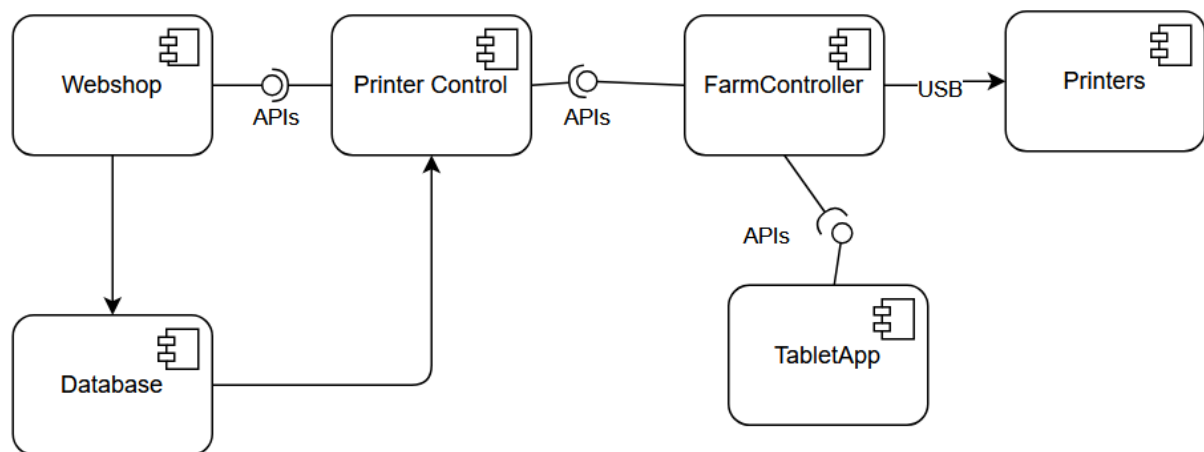 Webshop
APIs
Printer Control
APIs
FarmController
USB
Printers
APIs
TabletApp
Database